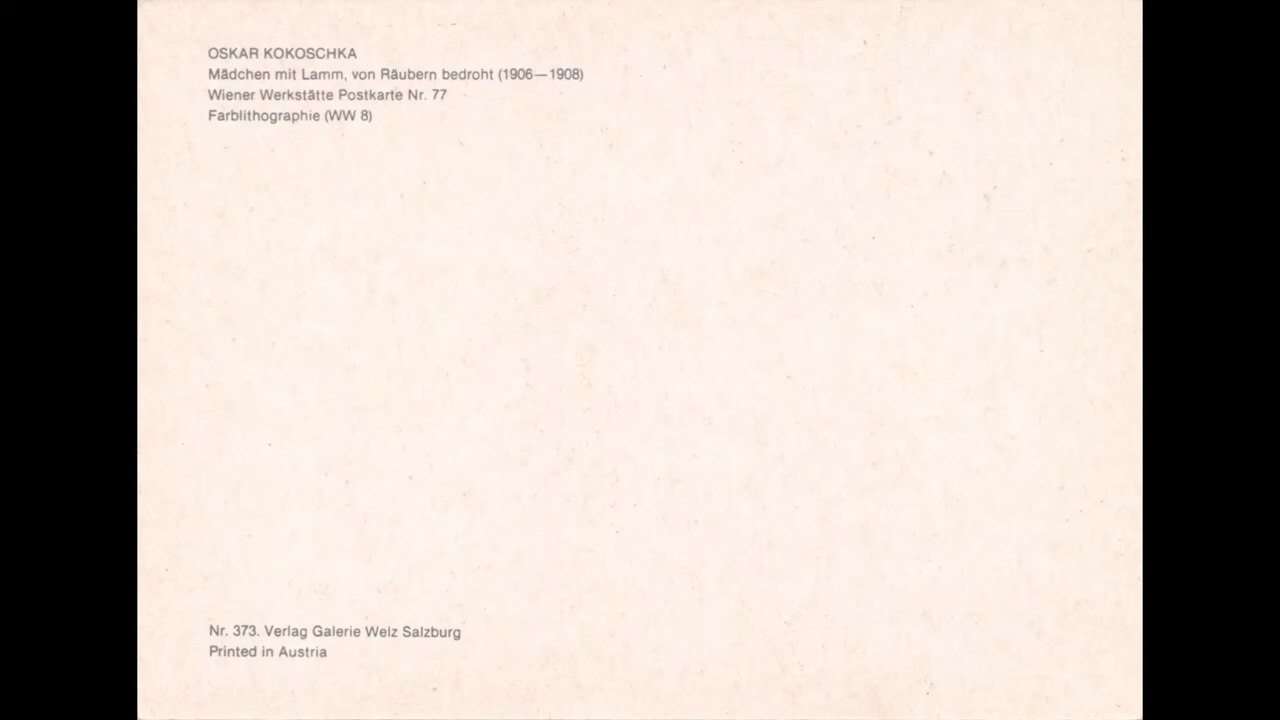 OSKAR KOKOSCHKA
Mädchen mit Lamm, von Räubern bedroht (1906—1908)
Wiener Werkstätte Postkarte Nr. 77
Farblithographie (WW 8)
Nr. 373. Verlag Galerie Welz Salzburg
Printed in Austria